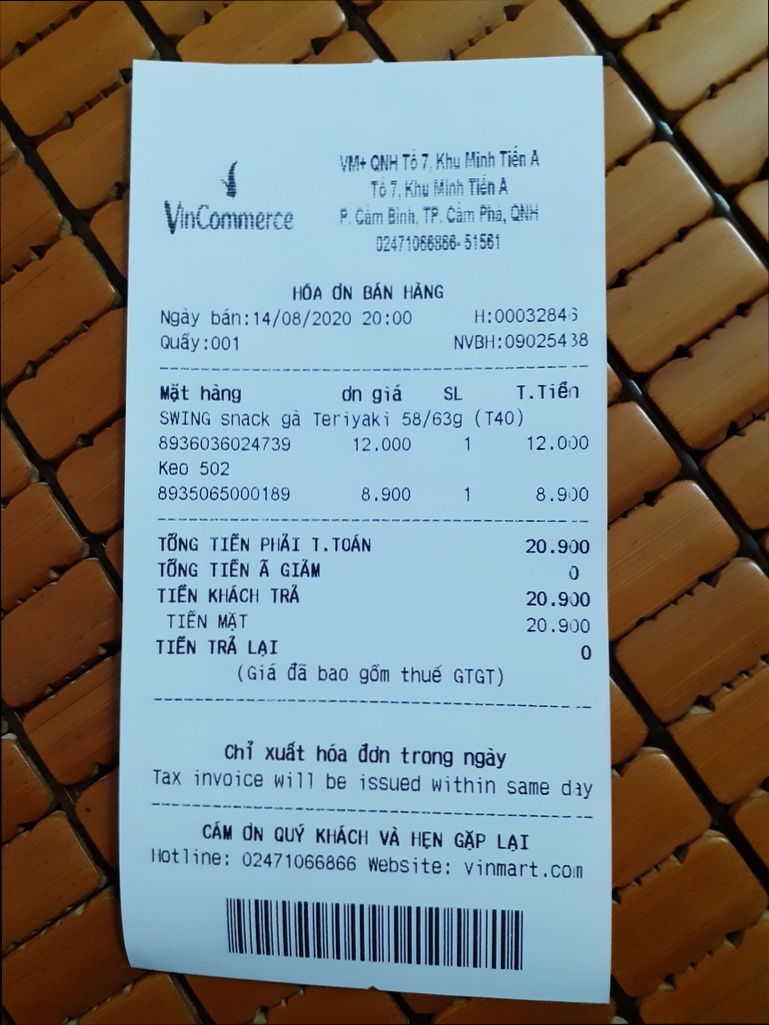 VinCommerce
VM+ QNH Tổ 7, Khu Minh Tiến A
Tổ 7, Khu Minh Tiến A
P. Cẩm Bình, TP. Cẩm Phả, QNH
02471066866-51561
HÓA ƠN BÁN HÀNG
Ngày bán:14/08/2020 20:00 H:00032846
Quầy:001 NVBH:09025438
Mặt hàng ơn giá SL T.Tiền
SWING snack gà Teriyaki 58/63g (T40)
8936036024739 12.000 1 12.000
Keo 502
8935065000189 8.900 1 8.900
TỔNG TIỀN PHẢI T.TOÁN 20.900
TỔNG TIỀN Ã GIẢM 0
TIỀN KHÁCH TRẢ 20.900
TIỀN MẶT 20.900
TIỀN TRẢ LẠI 0
(Giá đã bao gồm thuế GTGT)
Chỉ xuất hóa đơn trong ngày
Tax invoice will be issued within same day
CÁM ƠN QUÝ KHÁCH VÀ HẸN GẶP LẠI
Hotline: 02471066866 Website: vinmart.com